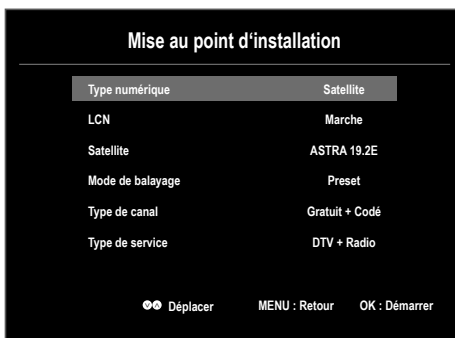 Mise au point d‘installation
Type numérique Satellite
LCN Marche
Satellite ASTRA 19.2E
Mode de balayage Preset
Type de canal Gratuit + Codé
Type de service DTV + Radio
Déplacer MENU : Retour OK : Démarrer